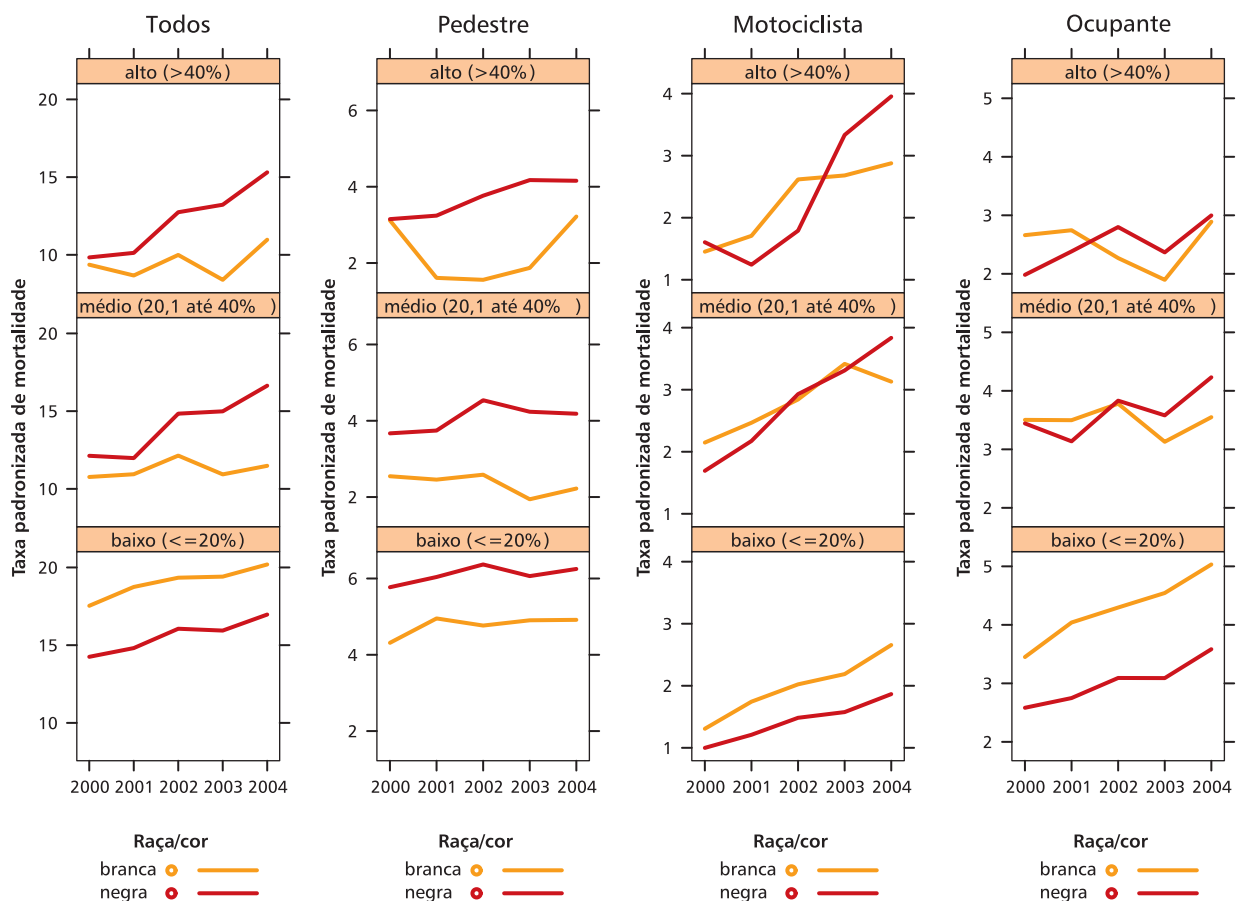 Todos
Pedestre
Motociclista
Ocupante
Taxa padronizada de mortalidade
alto (>40%)
20
15
10
médio (20,1 até 40% )
20
15
10
baixo (<=20%)
20
15
10
2000 2001 2002 2003 2004
Taxa padronizada de mortalidade
alto (>40%)
6
4
2
médio (20,1 até 40% )
6
4
2
baixo (<=20%)
6
4
2
2000 2001 2002 2003 2004
Taxa padronizada de mortalidade
alto (>40%)
4
3
2
1
médio (20,1 até 40% )
4
3
2
1
baixo (<=20%)
4
3
2
1
2000 2001 2002 2003 2004
Taxa padronizada de mortalidade
alto (>40%)
5
4
3
2
médio (20,1 até 40% )
5
4
3
2
baixo (<=20%)
5
4
3
2
2000 2001 2002 2003 2004
Raça/cor
branca
negra
Raça/cor
branca
negra
Raça/cor
branca
negra
Raça/cor
branca
negra